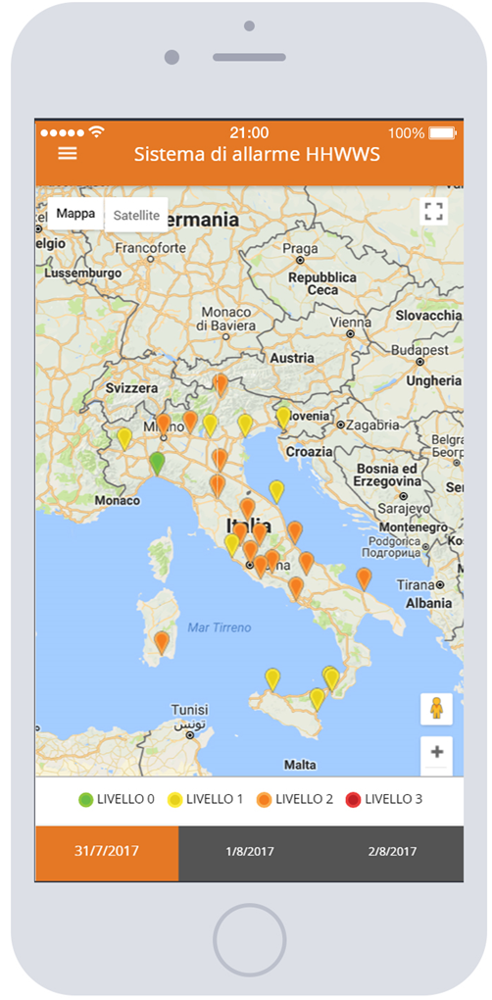 21:00
100%
Sistema di allarme HHWWS
Mappa
Satellite
ermania
elgio
Francoforte
Praga
Lussemburgo
Repubblica
Ceca
Monaco
di Baviera
Vienna
Slovacchia
Budapest
Austria
Ungheria
Svizzera
Slovenia
Zagabria
Croazia
Belgra
Београ
Bosnia ed
Erzegovina
Monaco
Sarajevo
Italia
Montenegro
Podgorica
Подгорица
Tirana
Albania
Mar Tirreno
Tunisi
تونس
Malta
LIVELLO 0
LIVELLO 1
LIVELLO 2
LIVELLO 3
31/7/2017
1/8/2017
2/8/2017